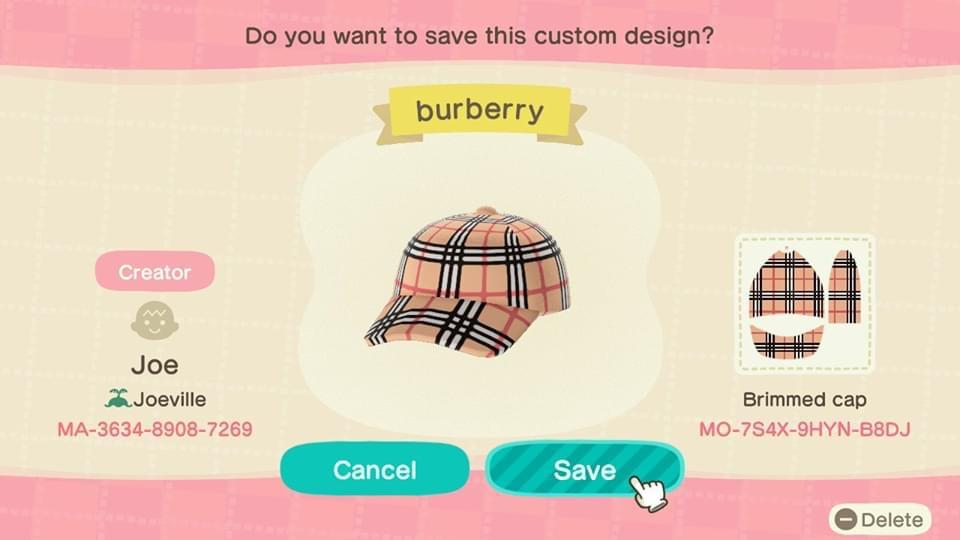 Do you want to save this custom design?
burberry
Creator
Joe
Joeville
MA-3634-8908-7269
Brimmed cap
MO-7S4X-9HYN-B8DJ
Cancel
Save
Delete